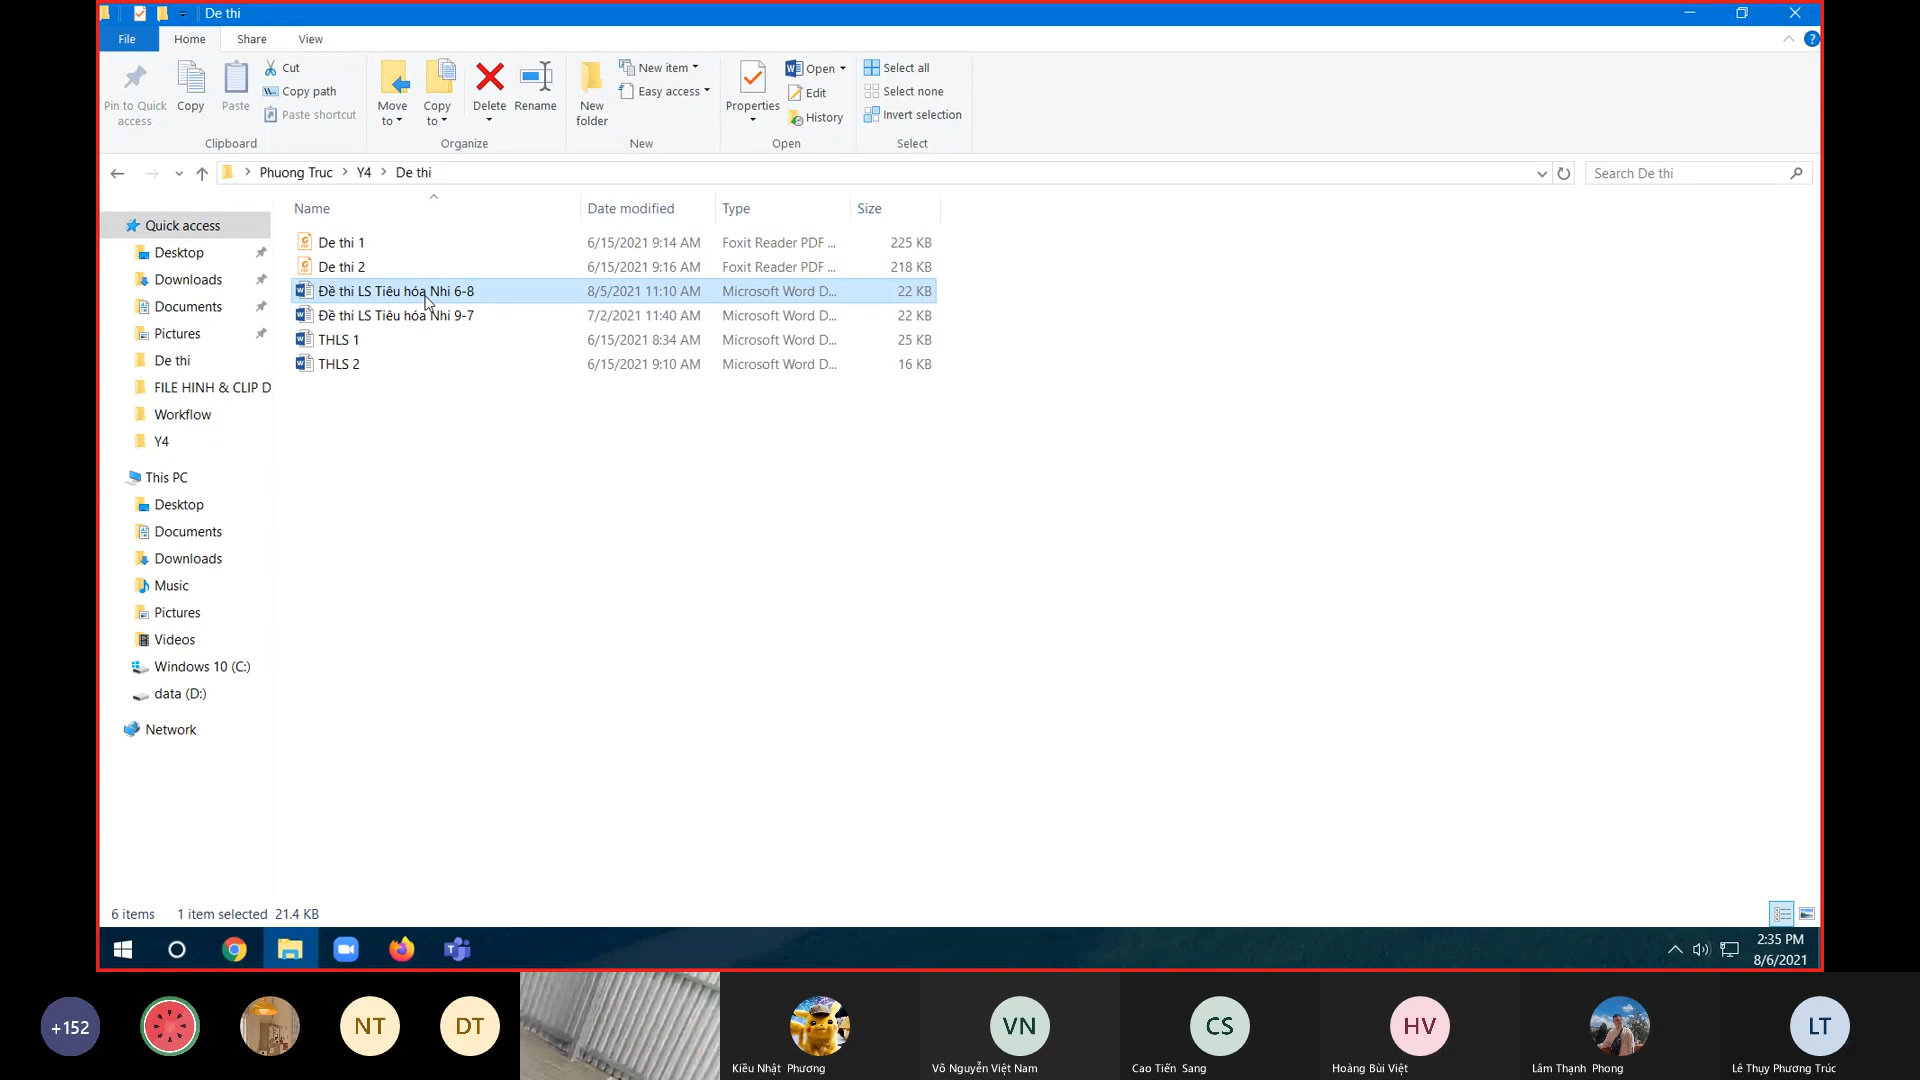 De thi
File Home Share View
Pin to Quick access
Copy
Paste
Cut
Copy path
Paste shortcut
Clipboard
Move to
Copy to
Delete
Rename
Organize
New folder
New item
Easy access
New
Properties
Open
Edit
History
Open
Select all
Select none
Invert selection
Select
Phuong Truc > Y4 > De thi
Search De thi
Name Date modified Type Size
De thi 1 6/15/2021 9:14 AM Foxit Reader PDF ... 225 KB
De thi 2 6/15/2021 9:16 AM Foxit Reader PDF ... 218 KB
Đề thi LS Tiêu hóa Nhi 6-8 8/5/2021 11:10 AM Microsoft Word D... 22 KB
Đề thi LS Tiêu hóa Nhi 9-7 7/2/2021 11:40 AM Microsoft Word D... 22 KB
THLS 1 6/15/2021 8:34 AM Microsoft Word D... 25 KB
THLS 2 6/15/2021 9:10 AM Microsoft Word D... 16 KB
Quick access
Desktop
Downloads
Documents
Pictures
De thi
FILE HINH & CLIP D
Workflow
Y4
This PC
Desktop
Documents
Downloads
Music
Pictures
Videos
Windows 10 (C:)
data (D:)
Network
6 items 1 item selected 21.4 KB
2:35 PM
8/6/2021
+152
NT
DT
VN
CS
HV
LT
Kiều Nhật Phương
Võ Nguyễn Việt Nam
Cao Tiến Sang
Hoàng Bùi Việt
Lâm Thạnh Phong
Lê Thụy Phương Trúc